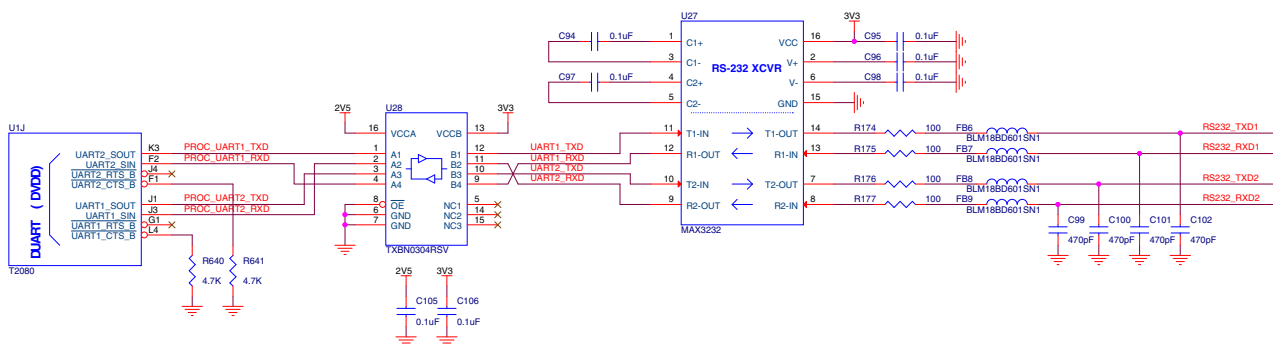 U1J
DUART (DVDD)
UART2_SOUT K3 PROC_UART1_TXD
UART2_SIN F2 PROC_UART1_RXD
UART2_RTS_B J4
UART2_CTS_B F1
UART1_SOUT J1 PROC_UART2_TXD
UART1_SIN J3 PROC_UART2_RXD
UART1_RTS_B G1
UART1_CTS_B L4
T2080
R640
4.7K
R641
4.7K
2V5
U28
3V3
16 VCCA VCCB 13
1 A1 B1 12 UART1_TXD
2 A2 B2 11 UART1_RXD
3 A3 B3 10 UART2_TXD
4 A4 B4 9 UART2_RXD
8 OE NC1 5
6 GND NC2 14
7 GND NC3 15
TXBN0304RSV
2V5
C105
0.1uF
3V3
C106
0.1uF
U27
RS-232 XCVR
C94 0.1uF
1 C1+
3 C1-
C97 0.1uF
4 C2+
5 C2-
3V3
VCC 16 C95 0.1uF
V+ 2 C96 0.1uF
V- 6 C98 0.1uF
GND 15
11 T1-IN T1-OUT 14 R174 100 FB6 RS232_TXD1
BLM18BD601SN1
12 R1-OUT R1-IN 13 R175 100 FB7 RS232_RXD1
BLM18BD601SN1
10 T2-IN T2-OUT 7 R176 100 FB8 RS232_TXD2
BLM18BD601SN1
9 R2-OUT R2-IN 8 R177 100 FB9 RS232_RXD2
BLM18BD601SN1
MAX3232
C99 C100 C101 C102
470pF 470pF 470pF 470pF